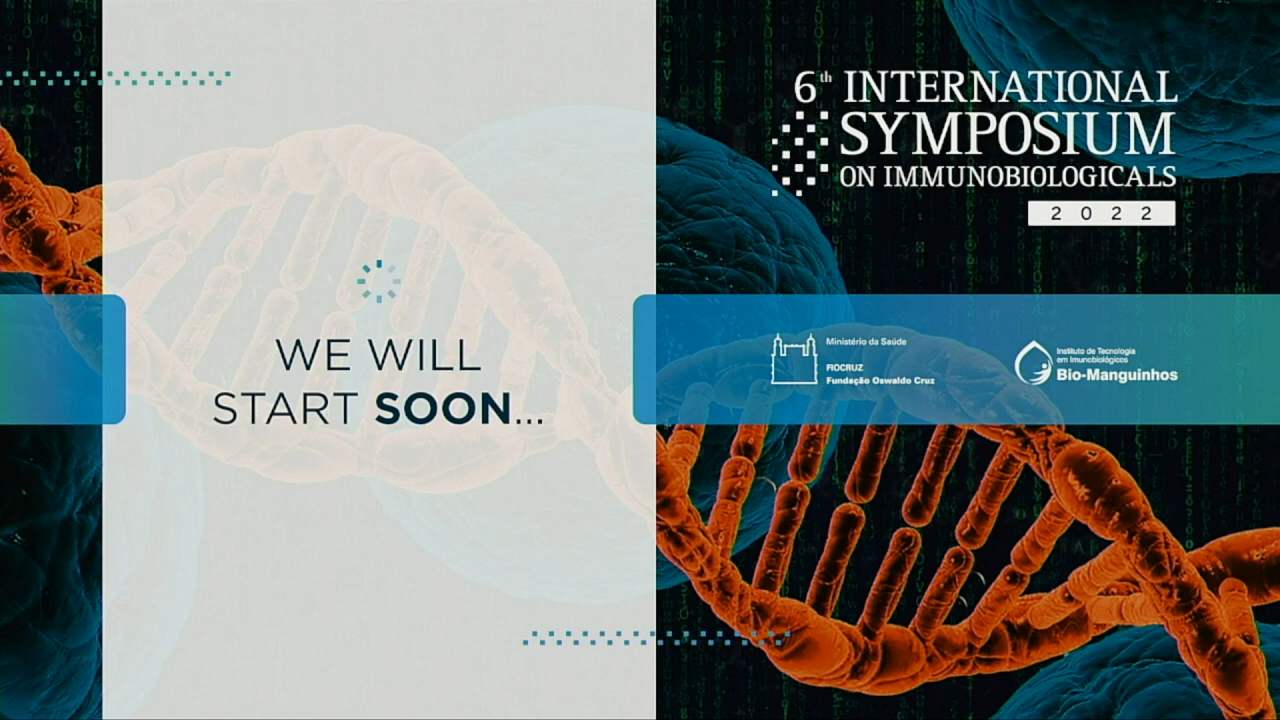 WE WILL
START SOON...
6th INTERNATIONAL
SYMPOSIUM
ON IMMUNOBIOLOGICALS
2022
Ministério da Saúde
FIOCRUZ
Fundação Oswaldo Cruz
Instituto de Tecnologia
em Imunobiológicos
Bio-Manguinhos